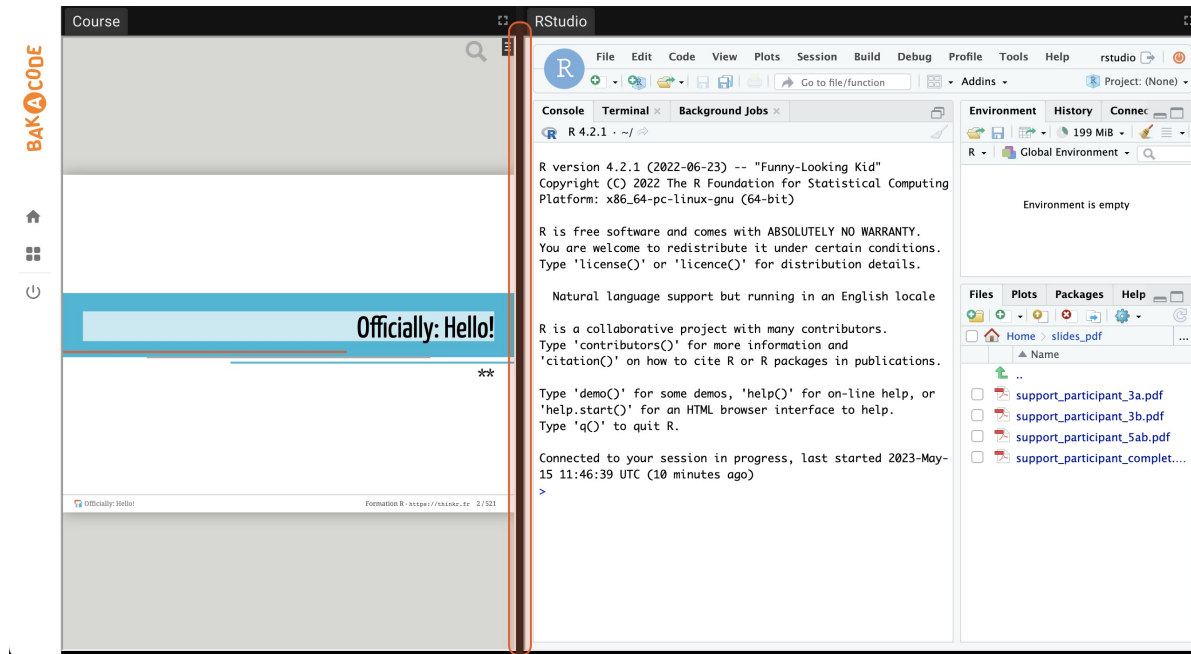 BAKACODE
Course
Officially: Hello!
**
Officially: Hello!
Formation R - https://thinkr.fr 2/521
RStudio
R
File Edit Code View Plots Session Build Debug Profile Tools Help rstudio
Go to file/function
Addins
Project: (None)
Console Terminal Background Jobs
R 4.2.1 · ~/
R version 4.2.1 (2022-06-23) -- "Funny-Looking Kid"
Copyright (C) 2022 The R Foundation for Statistical Computing
Platform: x86_64-pc-linux-gnu (64-bit)
R is free software and comes with ABSOLUTELY NO WARRANTY.
You are welcome to redistribute it under certain conditions.
Type 'license()' or 'licence()' for distribution details.
Natural language support but running in an English locale
R is a collaborative project with many contributors.
Type 'contributors()' for more information and
'citation()' on how to cite R or R packages in publications.
Type 'demo()' for some demos, 'help()' for on-line help, or
'help.start()' for an HTML browser interface to help.
Type 'q()' to quit R.
Connected to your session in progress, last started 2023-May-
15 11:46:39 UTC (10 minutes ago)
>
Environment History Connec
199 MiB
R Global Environment
Environment is empty
Files Plots Packages Help
Home slides_pdf ...
Name
..
support_participant_3a.pdf
support_participant_3b.pdf
support_participant_5ab.pdf
support_participant_complet....